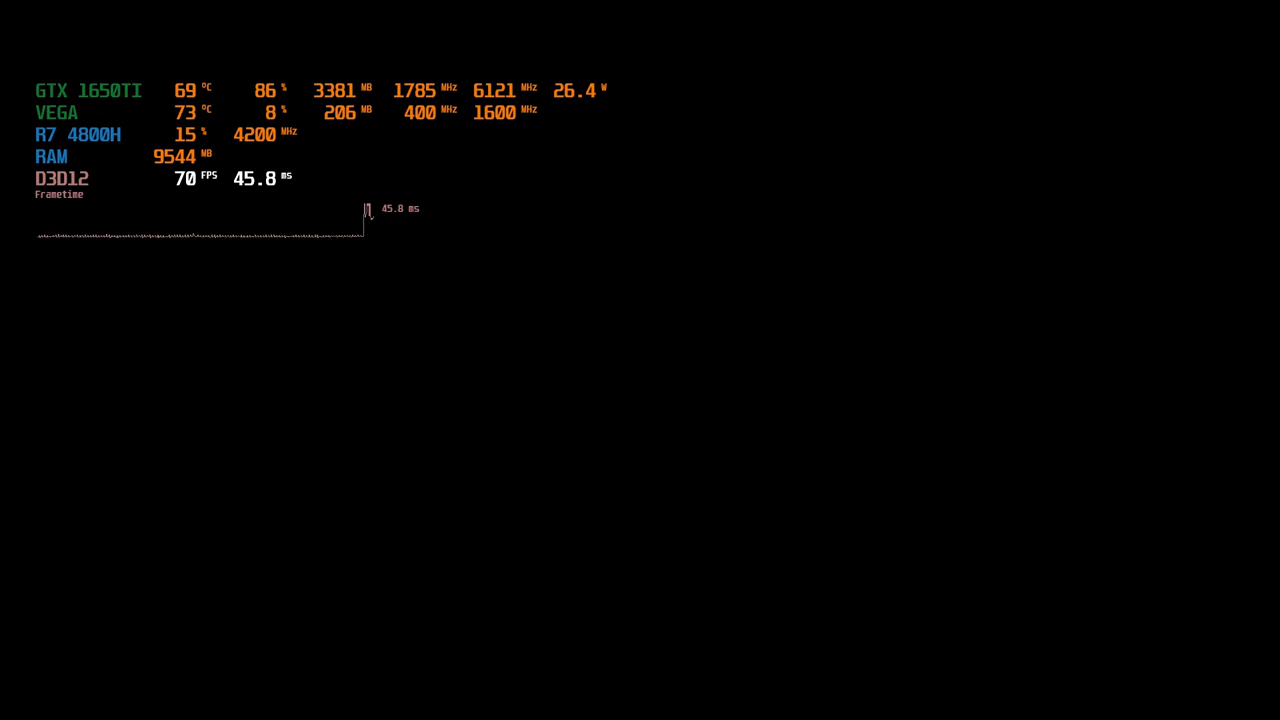 GTX 1650TI 69 °C 86 % 3381 MB 1785 MHz 6121 MHz 26.4 W
VEGA 73 °C 8 % 206 MB 400 MHz 1600 MHz
R7 4800H 15 % 4200 MHz
RAM 9544 MB
D3D12 70 FPS 45.8 ms
Frametime
45.8 ms